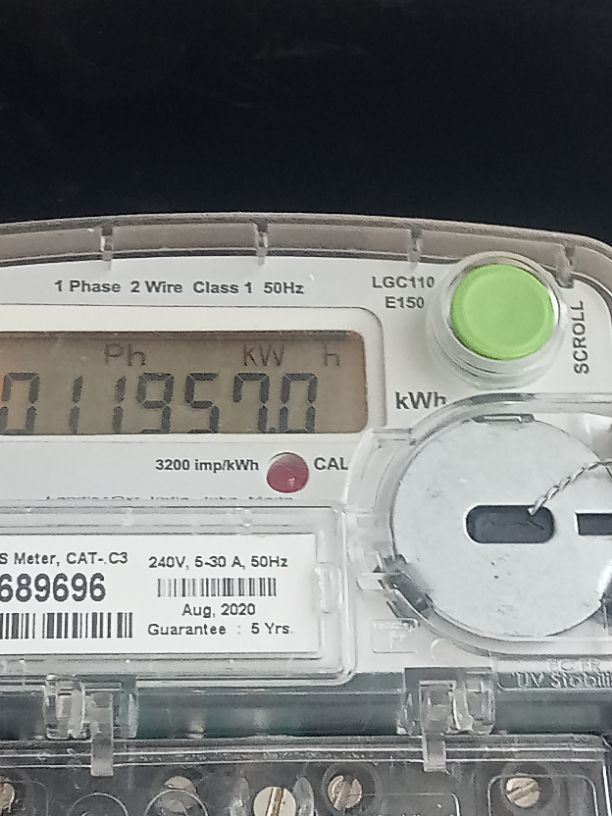 1 Phase 2 Wire Class 1 50Hz
LGC110
E150
SCROLL
Ph kW h
011957.0
kWh
3200 imp/kWh CAL
S Meter, CAT-.C3
689696
240V, 5-30 A, 50Hz
Aug, 2020
Guarantee : 5 Yrs.
UV Stabili